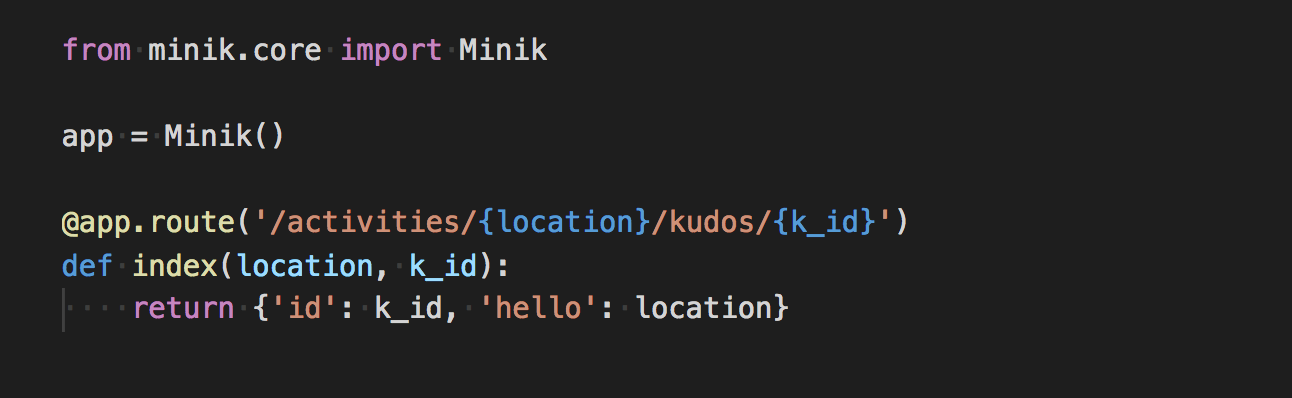 from minik.core import Minik
app = Minik()
@app.route('/activities/{location}/kudos/{k_id}')
def index(location, k_id):
    return {'id': k_id, 'hello': location}